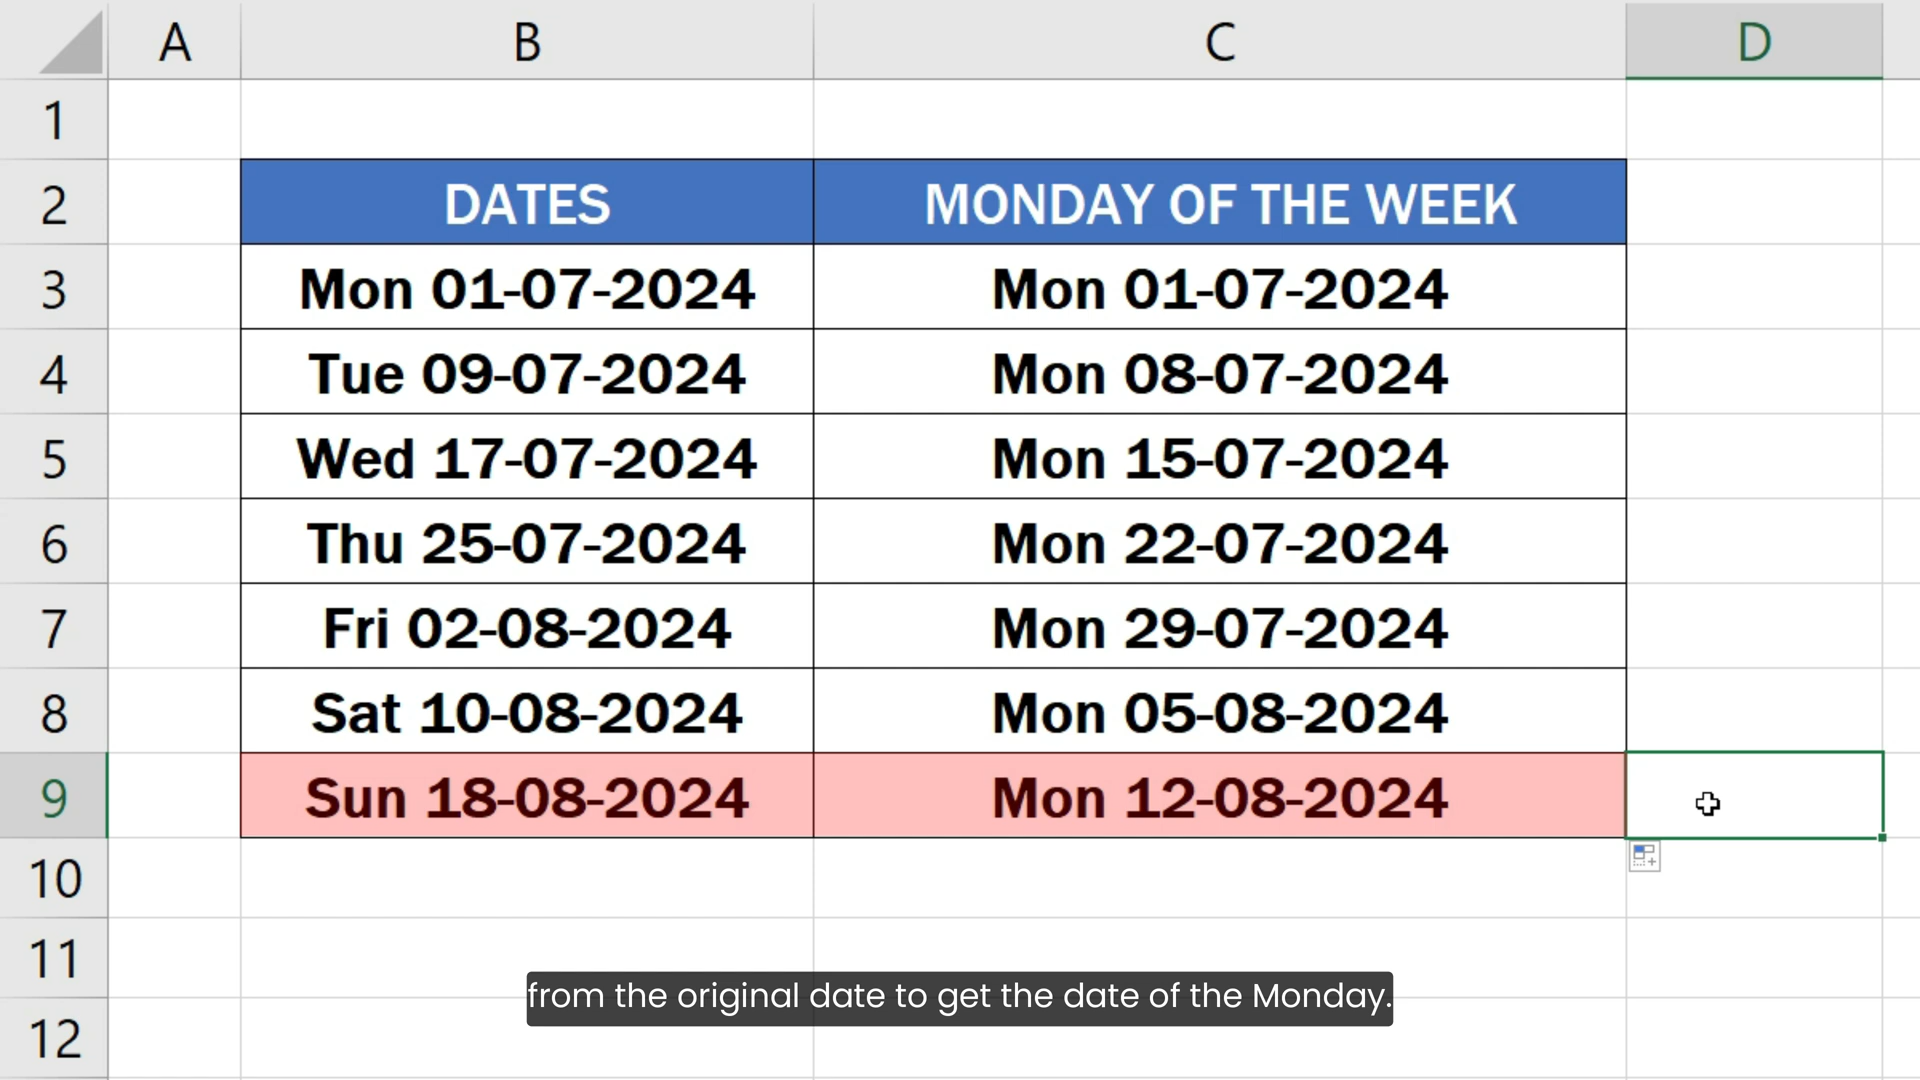 A B C D
1
2 DATES MONDAY OF THE WEEK
3 Mon 01-07-2024 Mon 01-07-2024
4 Tue 09-07-2024 Mon 08-07-2024
5 Wed 17-07-2024 Mon 15-07-2024
6 Thu 25-07-2024 Mon 22-07-2024
7 Fri 02-08-2024 Mon 29-07-2024
8 Sat 10-08-2024 Mon 05-08-2024
9 Sun 18-08-2024 Mon 12-08-2024
10
11
from the original date to get the date of the Monday.
12